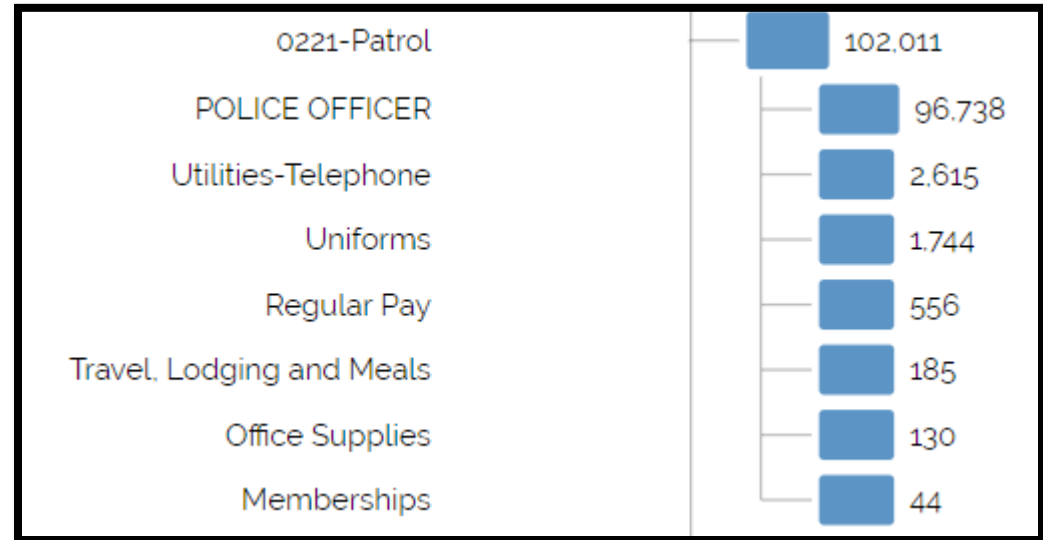 0221-Patrol 102,011
POLICE OFFICER 96,738
Utilities-Telephone 2,615
Uniforms 1,744
Regular Pay 556
Travel, Lodging and Meals 185
Office Supplies 130
Memberships 44